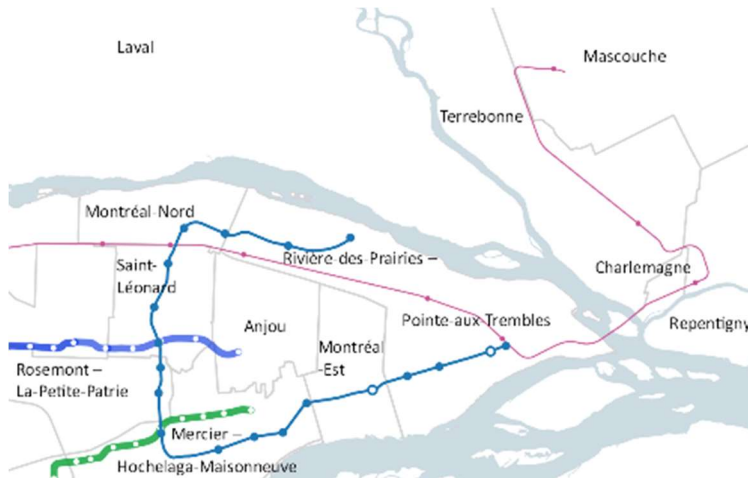 Laval
Mascouche
Terrebonne
Montréal-Nord
Rivière-des-Prairies –
Saint-
Léonard
Charlemagne
Pointe-aux-Trembles
Anjou
Repentigny
Montréal
-Est
Rosemont –
La-Petite-Patrie
Mercier –
Hochelaga-Maisonneuve